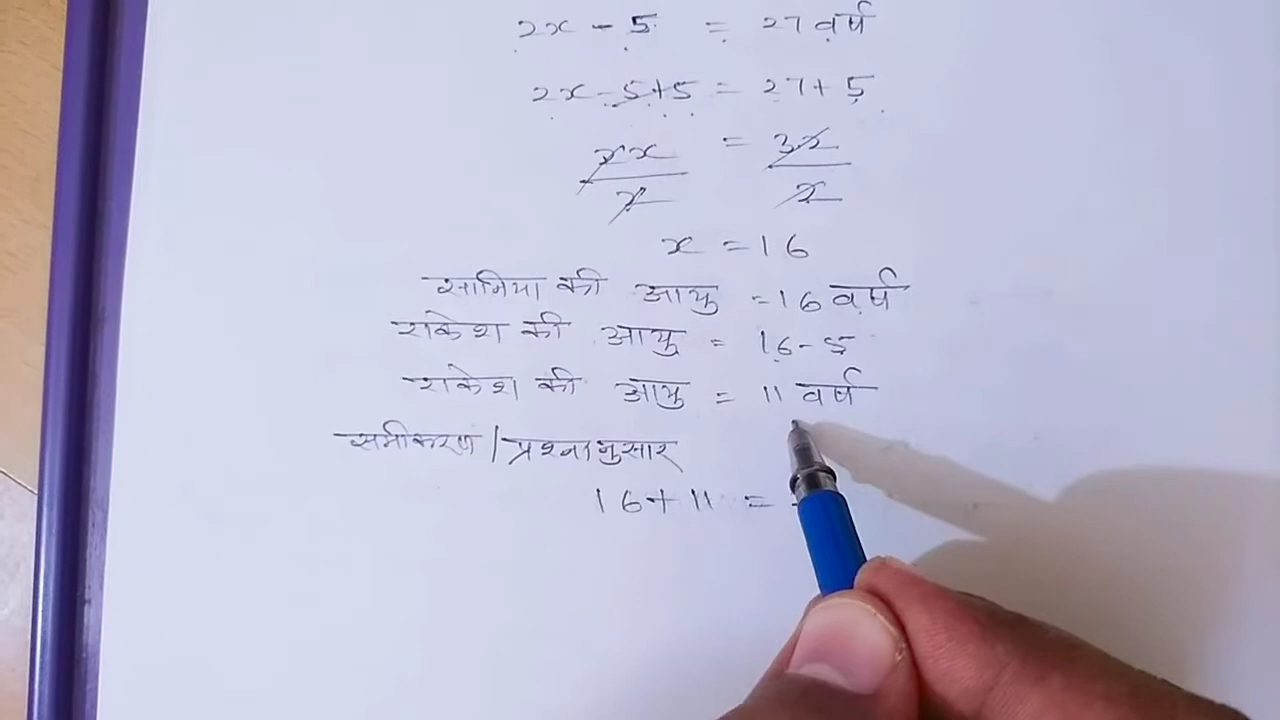 2x - 5 = 27 वर्ष
2x - 5 + 5 = 27 + 5
2x/2 = 32/2
x = 16
सानिया की आयु = 16 वर्ष
राकेश की आयु = 16 - 5
राकेश की आयु = 11 वर्ष
समीकरण / प्रश्नानुसार
16 + 11 =